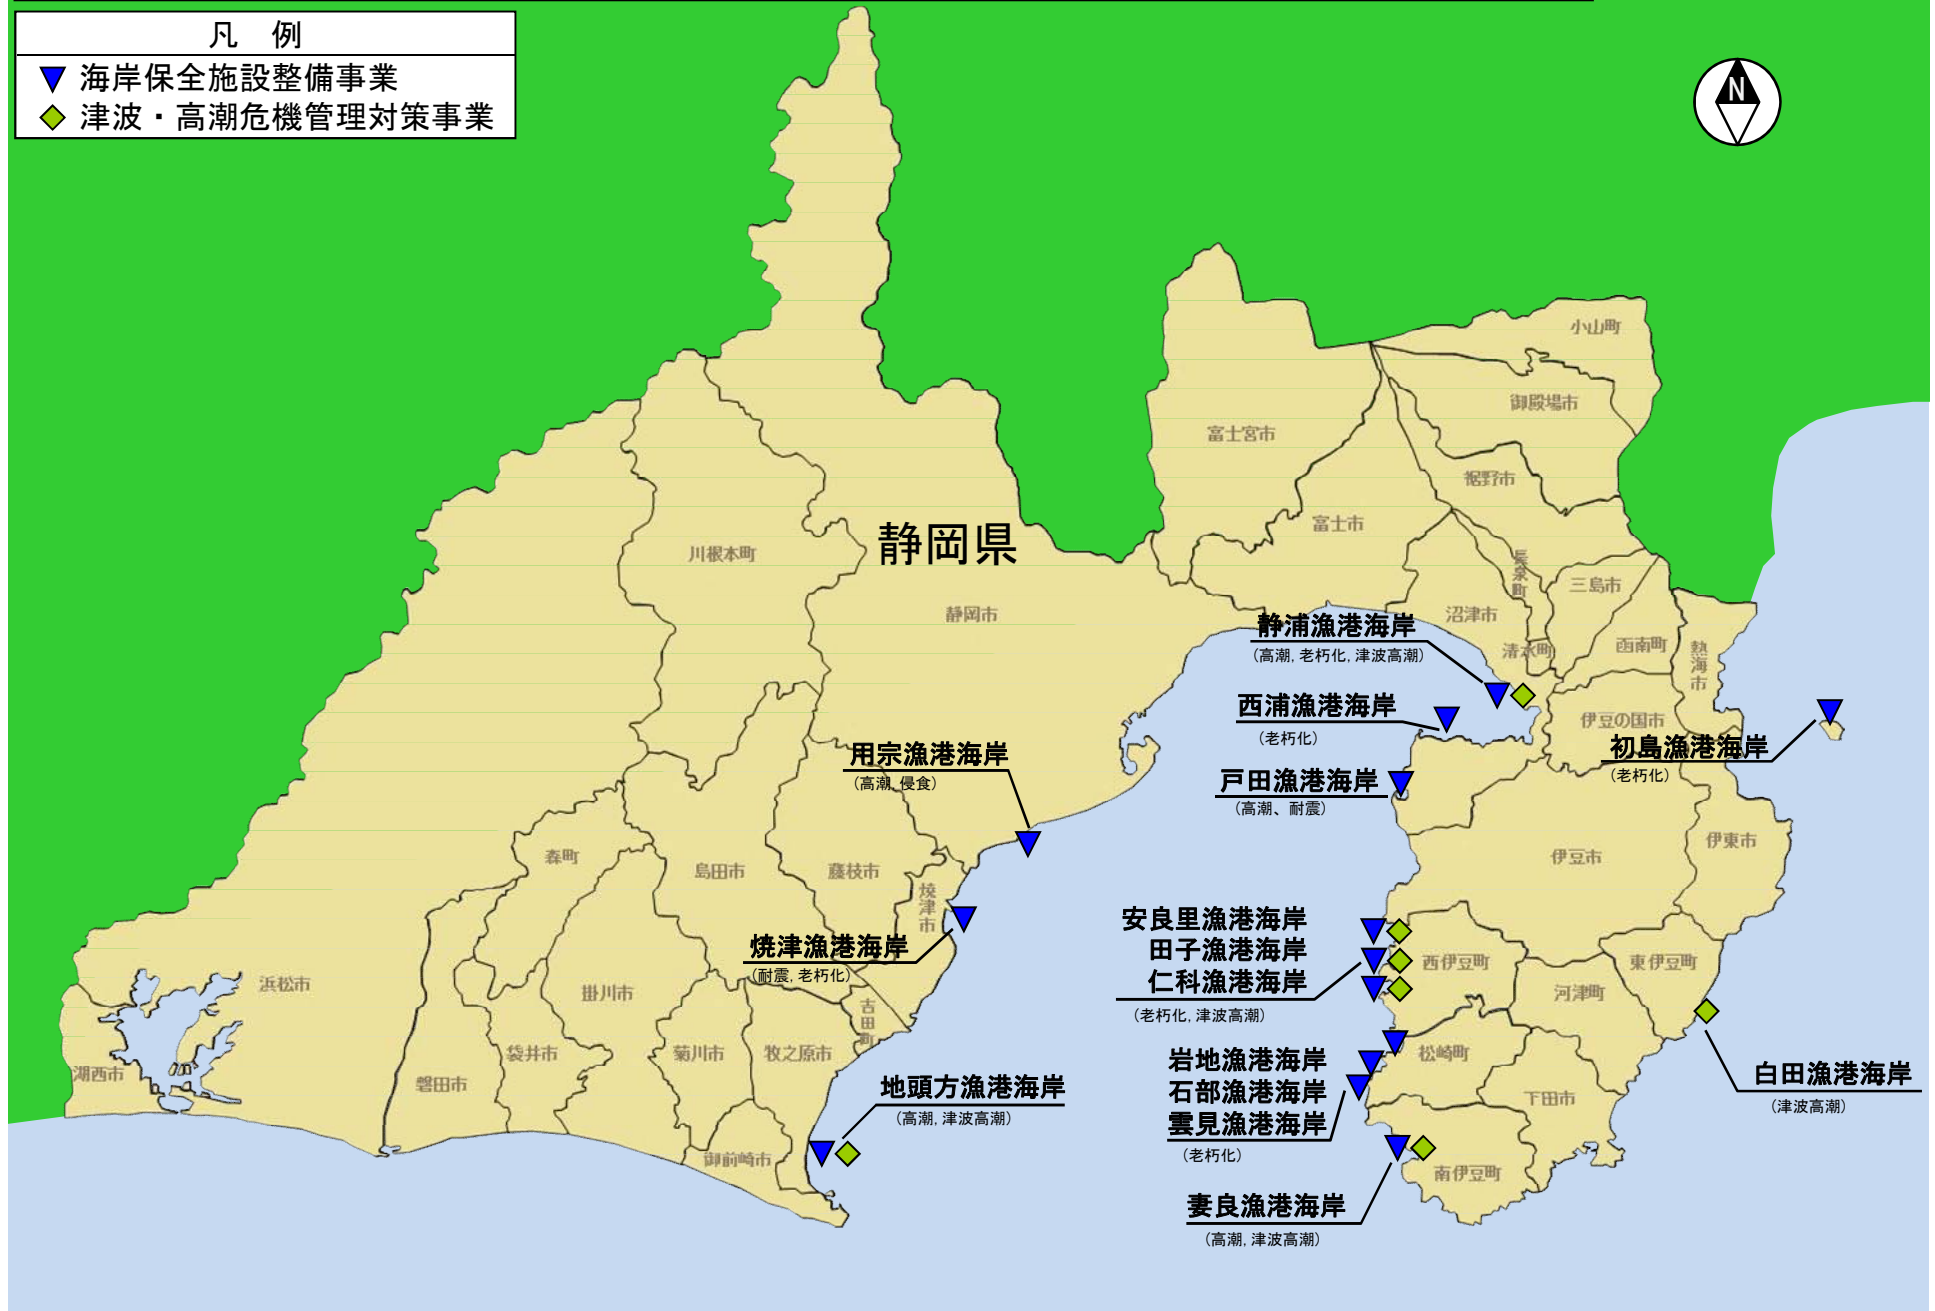 凡 例
海岸保全施設整備事業
津波・高潮危機管理対策事業
N
小山町
御殿場市
富士宮市
裾野市
富士市
静岡県
川根本町
長泉町
三島市
静岡市
沼津市
静浦漁港海岸
(高潮, 老朽化, 津波高潮)
清水町
函南町
熱海市
西浦漁港海岸
(老朽化)
伊豆の国市
初島漁港海岸
(老朽化)
用宗漁港海岸
(高潮, 侵食)
戸田漁港海岸
(高潮、耐震)
伊東市
伊豆市
森町
島田市
藤枝市
焼津市
焼津漁港海岸
(耐震, 老朽化)
安良里漁港海岸
田子漁港海岸
仁科漁港海岸
(老朽化, 津波高潮)
西伊豆町
東伊豆町
河津町
浜松市
掛川市
吉田町
袋井市
菊川市
牧之原市
松崎町
湖西市
磐田市
地頭方漁港海岸
(高潮, 津波高潮)
岩地漁港海岸
石部漁港海岸
雲見漁港海岸
(老朽化)
下田市
白田漁港海岸
(津波高潮)
御前崎市
南伊豆町
妻良漁港海岸
(高潮, 津波高潮)